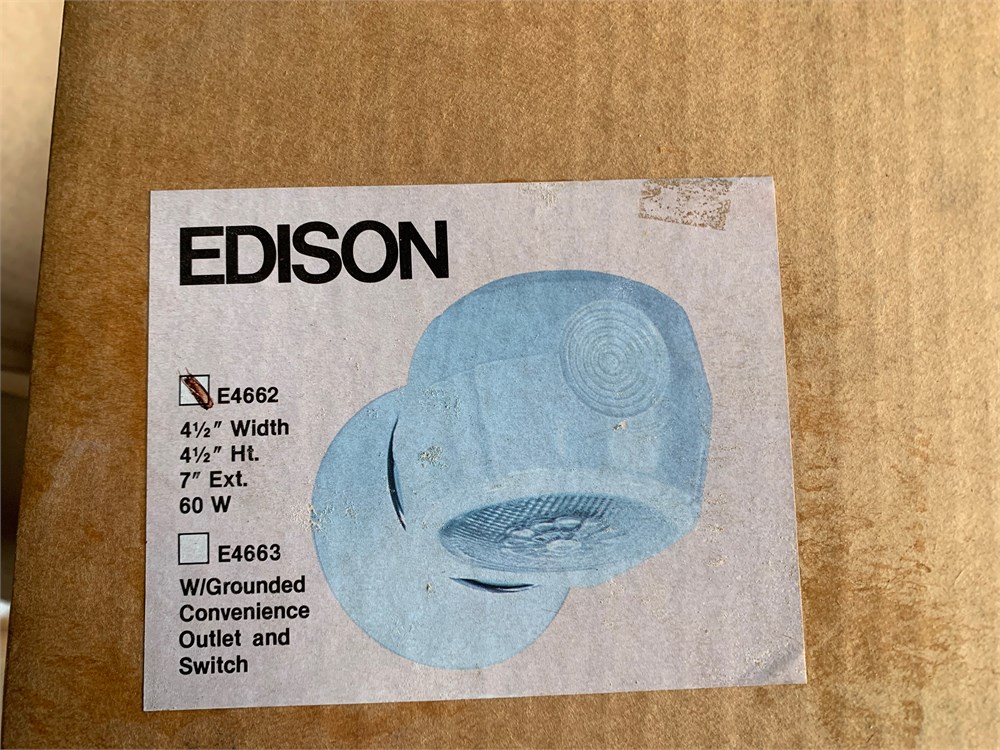 EDISON
E4662
4½" Width
4½" Ht.
7" Ext.
60 W
E4663
W/Grounded
Convenience
Outlet and
Switch